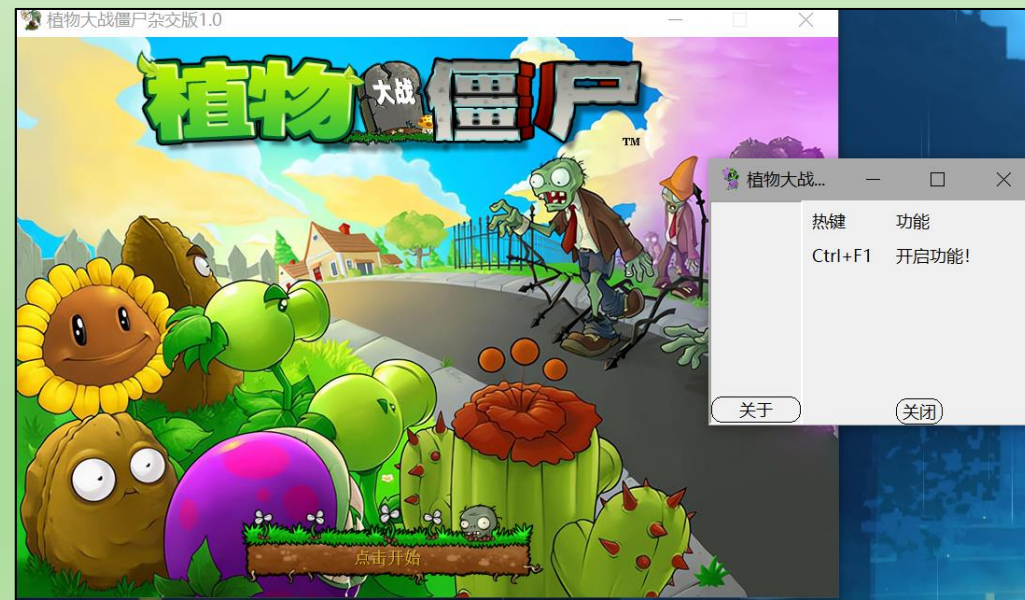 植物大战僵尸杂交版1.0
植物大战僵尸
TM
植物大战...
热键 功能
Ctrl+F1 开启功能!
关于
关闭
点击开始